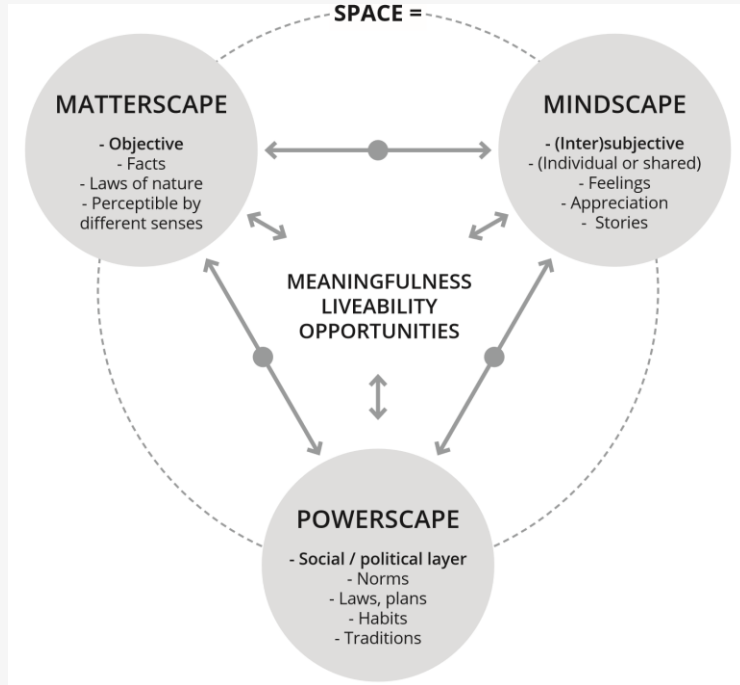 SPACE =
MATTERSCAPE
- Objective
- Facts
- Laws of nature
- Perceptible by
different senses
MINDSCAPE
- (Inter)subjective
- (Individual or shared)
- Feelings
- Appreciation
- Stories
MEANINGFULNESS
LIVEABILITY
OPPORTUNITIES
POWERSCAPE
- Social / political layer
- Norms
- Laws, plans
- Habits
- Traditions